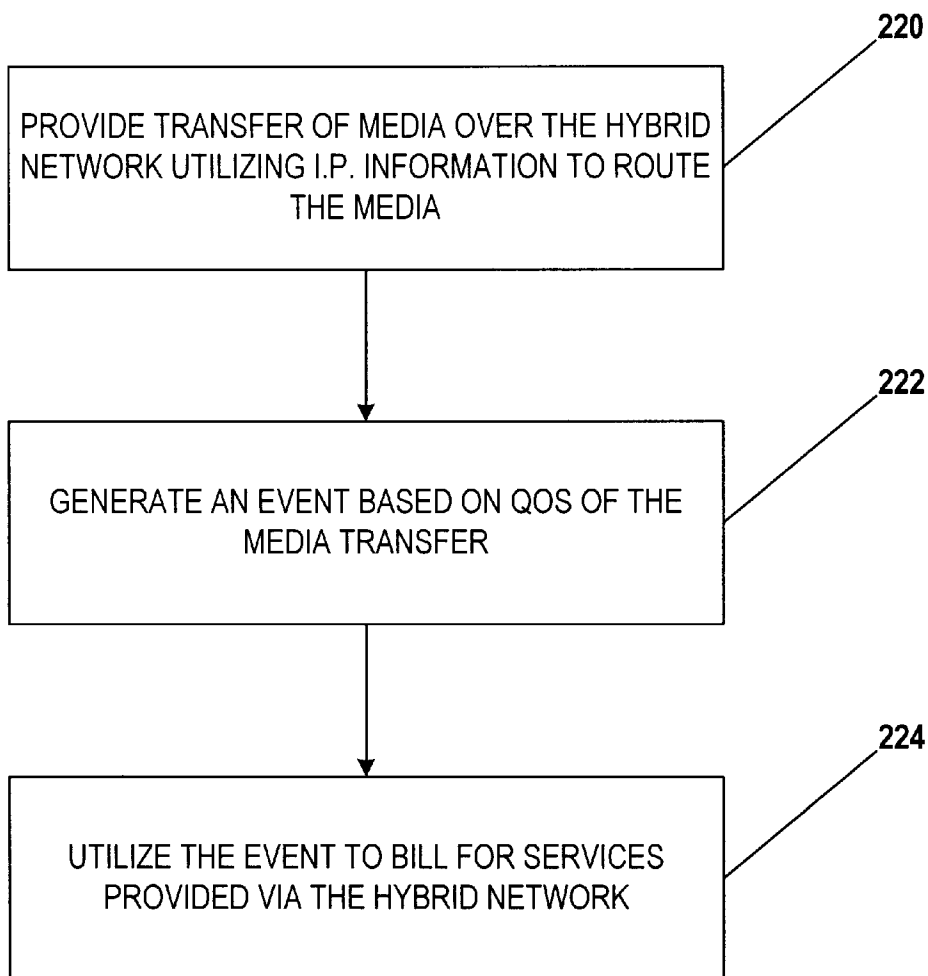 220
PROVIDE TRANSFER OF MEDIA OVER THE HYBRID
NETWORK UTILIZING I.P. INFORMATION TO ROUTE
THE MEDIA
222
GENERATE AN EVENT BASED ON QOS OF THE
MEDIA TRANSFER
224
UTILIZE THE EVENT TO BILL FOR SERVICES
PROVIDED VIA THE HYBRID NETWORK